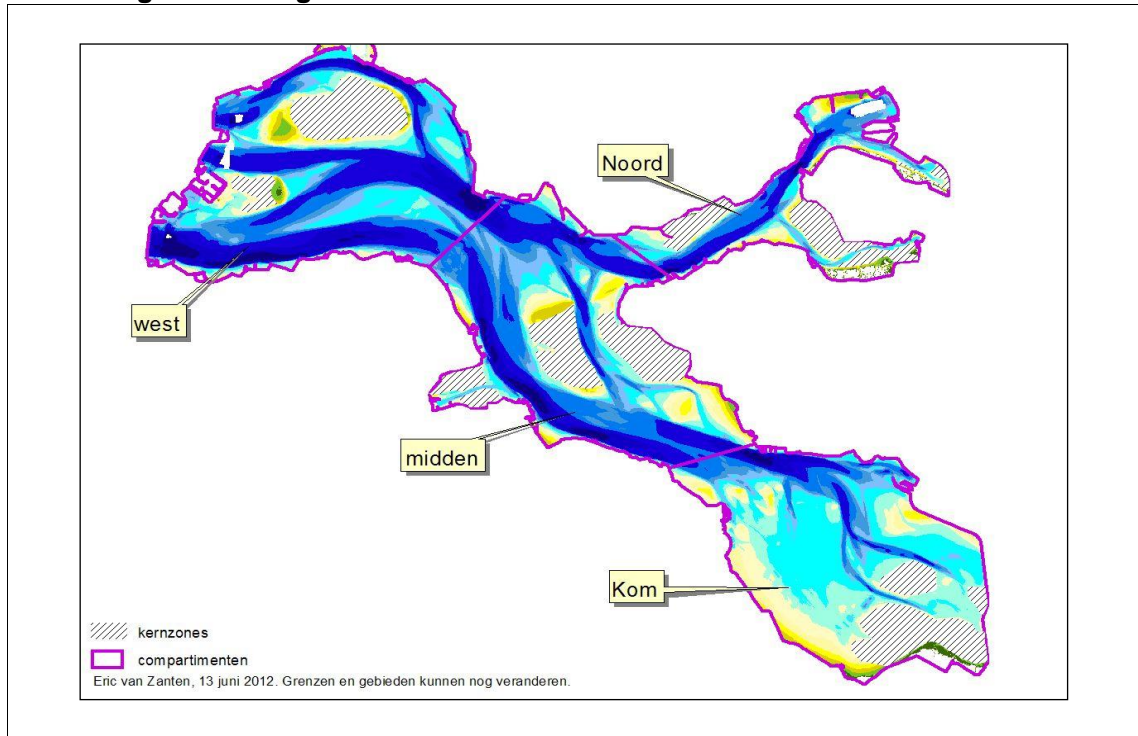 Noord
west
midden
Kom
kernzones
compartimenten
Eric van Zanten, 13 juni 2012. Grenzen en gebieden kunnen nog veranderen.